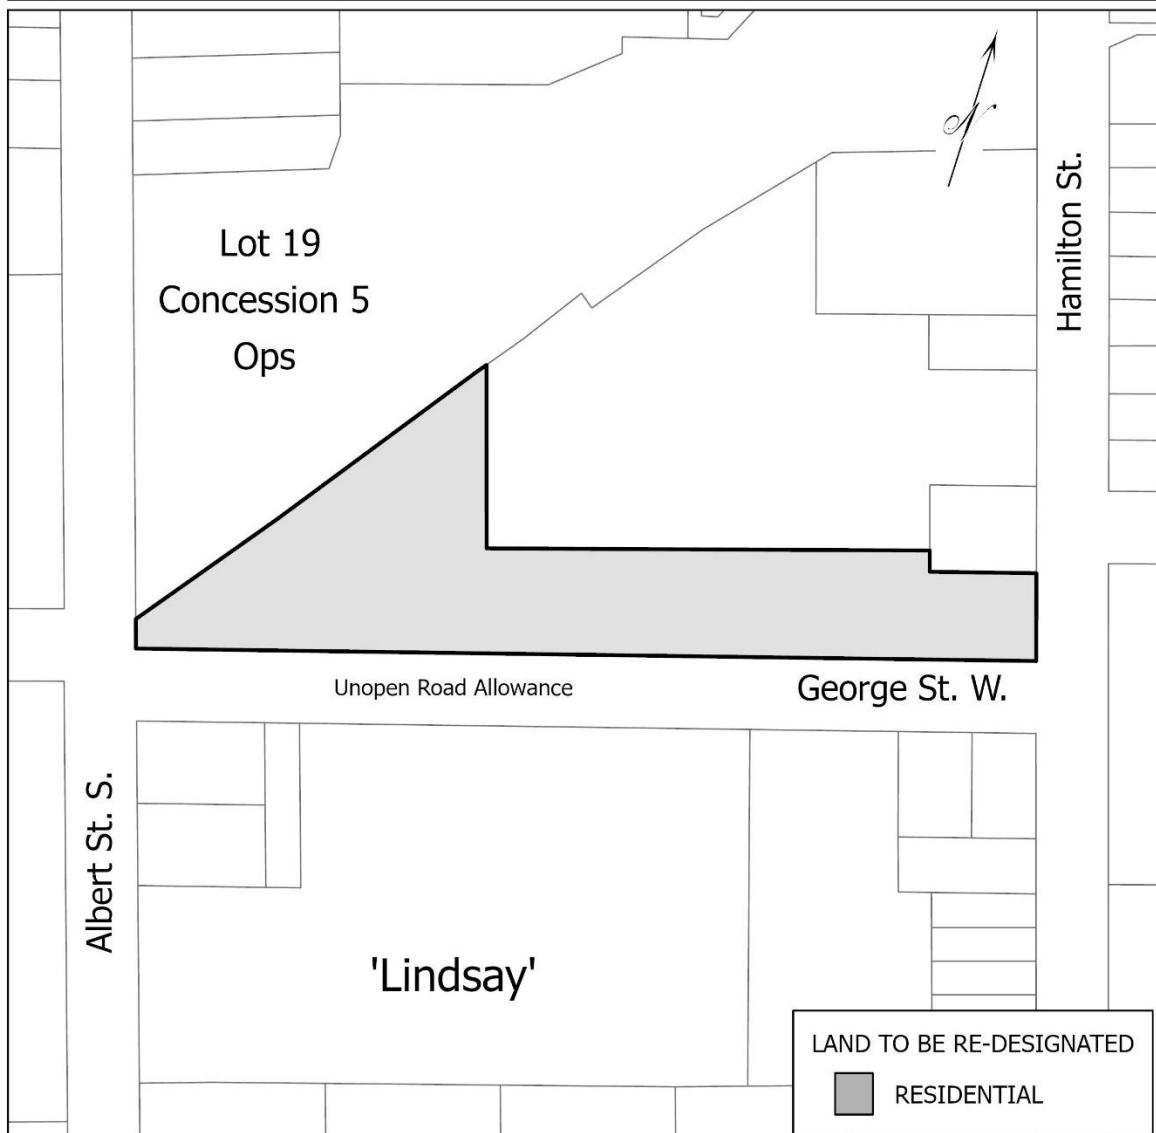 Lot 19
Concession 5
Ops
Hamilton St.
Unopen Road Allowance
George St. W.
Albert St. S.
'Lindsay'
LAND TO BE RE-DESIGNATED
RESIDENTIAL